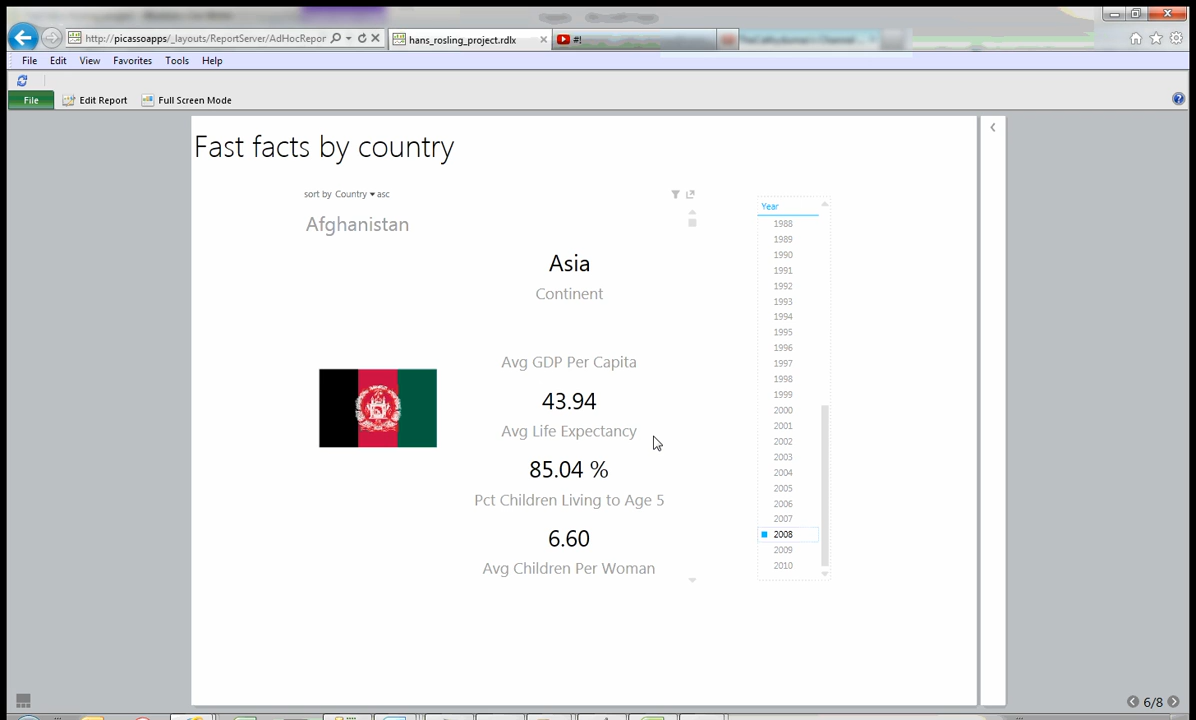 http://picassoapps/_layouts/ReportServer/AdHocRepor
hans_rosling_project.rdlx
#!
File Edit View Favorites Tools Help
File Edit Report Full Screen Mode
Fast facts by country
sort by Country asc
Afghanistan
Asia
Continent
Avg GDP Per Capita
43.94
Avg Life Expectancy
85.04 %
Pct Children Living to Age 5
6.60
Avg Children Per Woman
Year
1988
1989
1990
1991
1992
1993
1994
1995
1996
1997
1998
1999
2000
2001
2002
2003
2004
2005
2006
2007
2008
2009
2010
6/8